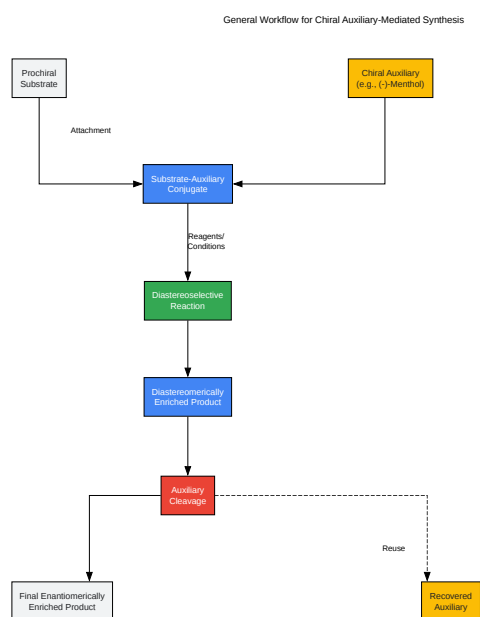 General Workflow for Chiral Auxiliary-Mediated Synthesis
Prochiral
Substrate
Chiral Auxiliary
(e.g., (-)-Menthol)
Attachment
Substrate-Auxiliary
Conjugate
Reagents/
Conditions
Diastereoselective
Reaction
Diastereomerically
Enriched Product
Auxiliary
Cleavage
Reuse
Final Enantiomerically
Enriched Product
Recovered
Auxiliary